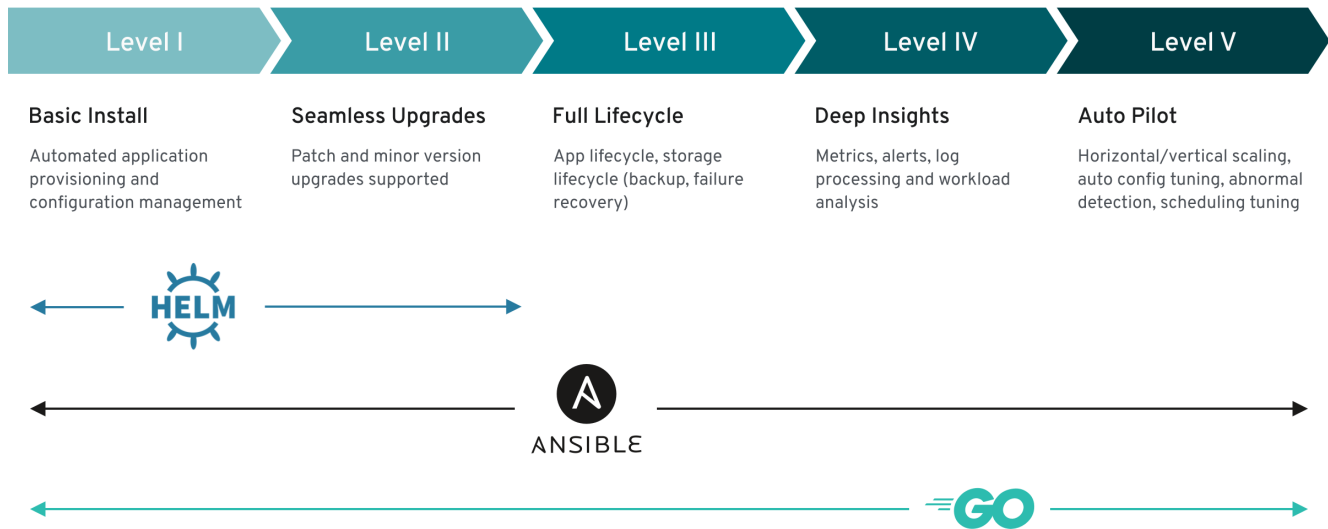 Level I
Level II
Level III
Level IV
Level V
Basic Install
Automated application
provisioning and
configuration management
Seamless Upgrades
Patch and minor version
upgrades supported
Full Lifecycle
App lifecycle, storage
lifecycle (backup, failure
recovery)
Deep Insights
Metrics, alerts, log
processing and workload
analysis
Auto Pilot
Horizontal/vertical scaling,
auto config tuning, abnormal
detection, scheduling tuning
HELM
ANSIBLE
GO